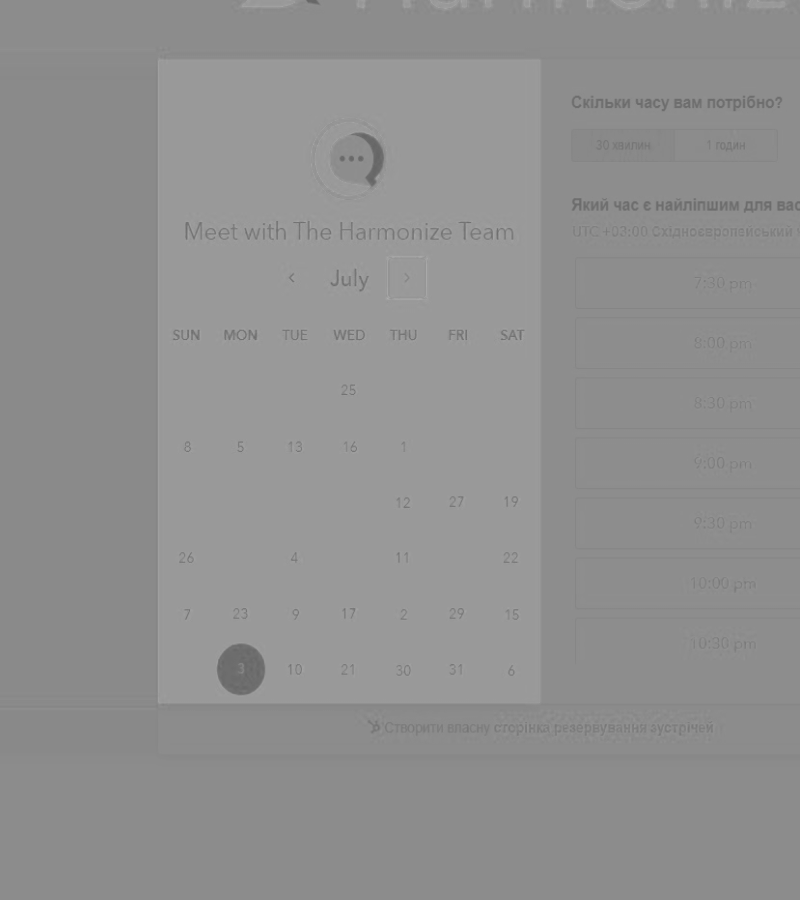 Harmoniz
Meet with The Harmonize Team
July
SUN MON TUE WED THU FRI SAT
25
8 5 13 16 1
12 27 19
26 4 11 22
7 23 9 17 2 29 15
3 10 21 30 31 6
Скільки часу вам потрібно?
30 хвилин 1 годин
Який час є найліпшим для вас
UTC +03:00 Східноєвропейський
7:30 pm
8:00 pm
8:30 pm
9:00 pm
9:30 pm
10:00 pm
10:30 pm
Створити власну сторінка резервування зустрічей